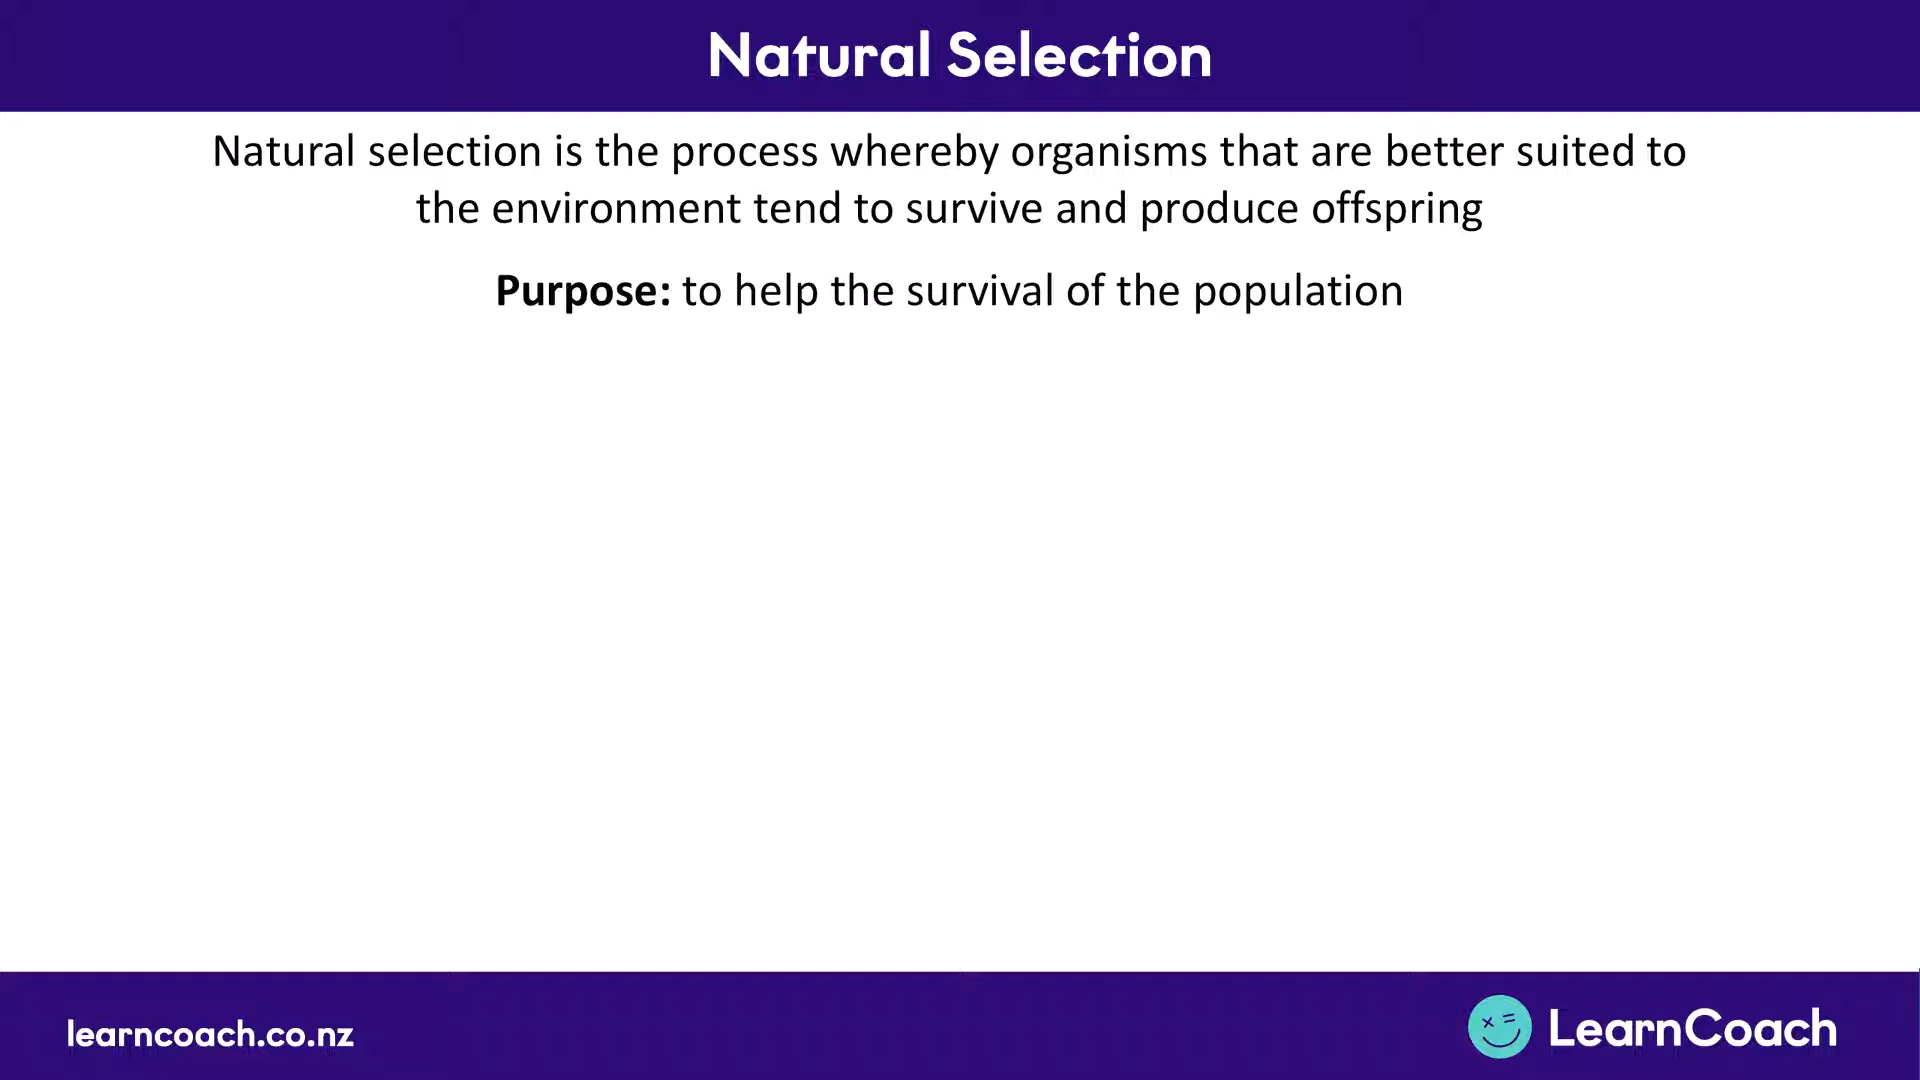 Natural Selection
Natural selection is the process whereby organisms that are better suited to
the environment tend to survive and produce offspring
Purpose: to help the survival of the population
learncoach.co.nz
LearnCoach